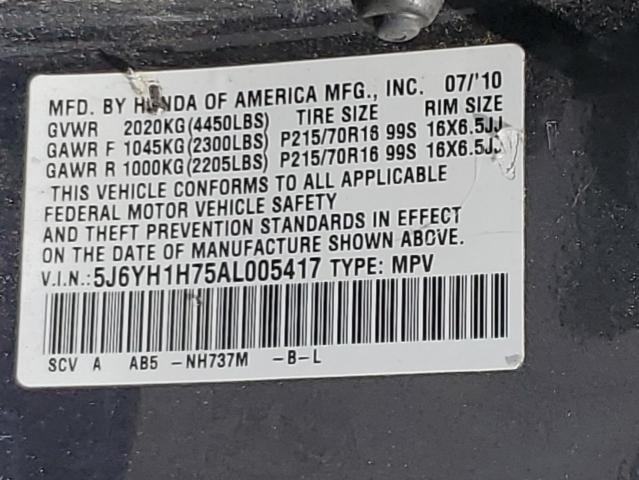 MFD. BY HONDA OF AMERICA MFG., INC. 07/'10
GVWR 2020KG(4450LBS) TIRE SIZE RIM SIZE
GAWR F 1045KG(2300LBS) P215/70R16 99S 16X6.5JJ
GAWR R 1000KG(2205LBS) P215/70R16 99S 16X6.5JJ
THIS VEHICLE CONFORMS TO ALL APPLICABLE
FEDERAL MOTOR VEHICLE SAFETY
AND THEFT PREVENTION STANDARDS IN EFFECT
ON THE DATE OF MANUFACTURE SHOWN ABOVE.
V.I.N.:5J6YH1H75AL005417 TYPE: MPV
SCV A AB5 -NH737M -B-L